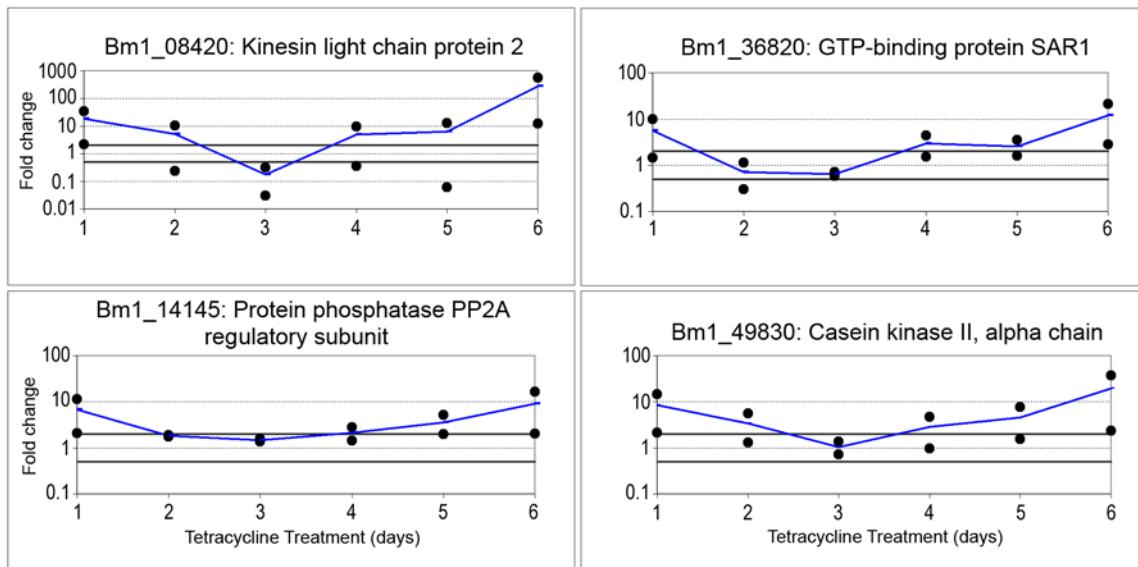 Bm1_08420: Kinesin light chain protein 2
Fold change
1000
100
10
1
0.1
0.01
1 2 3 4 5 6
Bm1_36820: GTP-binding protein SAR1
100
10
1
0.1
1 2 3 4 5 6
Bm1_14145: Protein phosphatase PP2A
regulatory subunit
Fold change
100
10
1
0.1
1 2 3 4 5 6
Tetracycline Treatment (days)
Bm1_49830: Casein kinase II, alpha chain
100
10
1
0.1
1 2 3 4 5 6
Tetracycline Treatment (days)